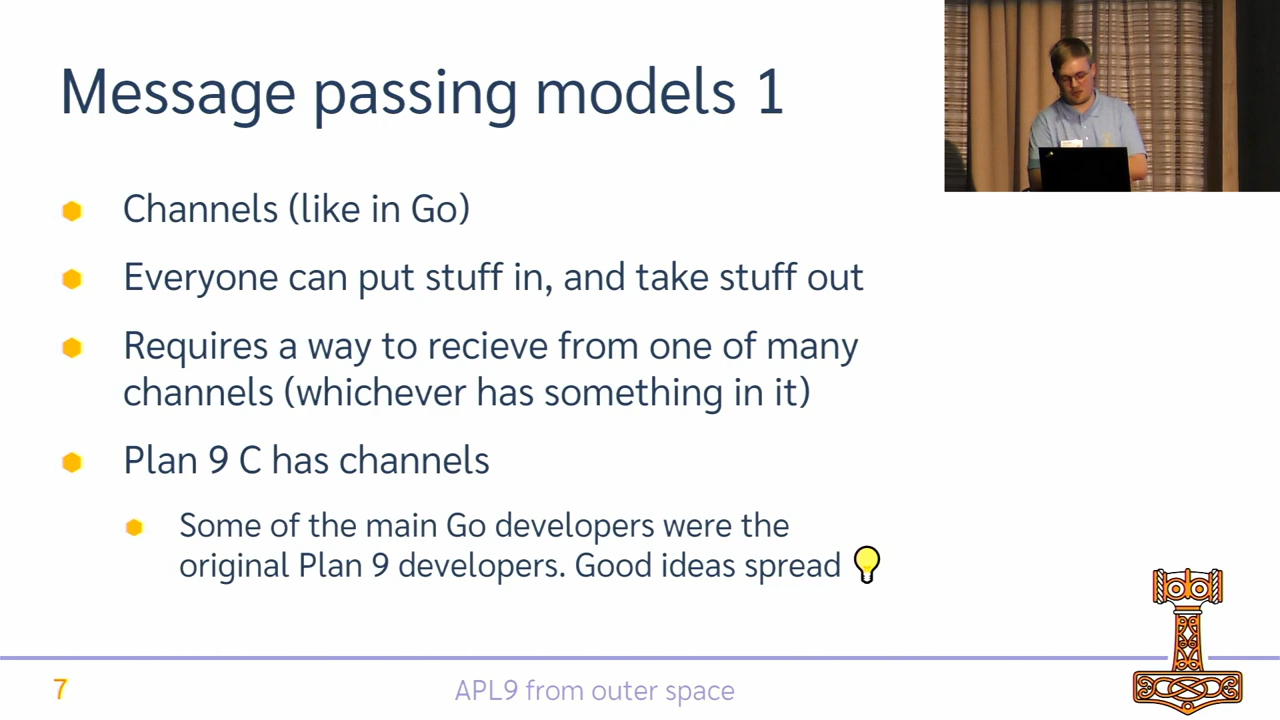 Message passing models 1
Channels (like in Go)
Everyone can put stuff in, and take stuff out
Requires a way to recieve from one of many
channels (whichever has something in it)
Plan 9 C has channels
Some of the main Go developers were the
original Plan 9 developers. Good ideas spread 💡
7
APL9 from outer space